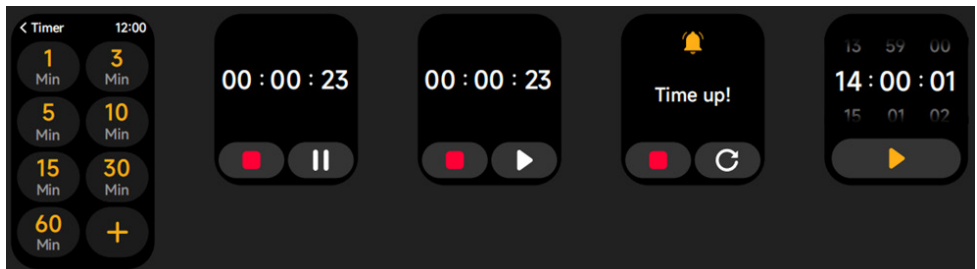 < Timer 12:00
1 Min 3 Min
5 Min 10 Min
15 Min 30 Min
60 Min +
00 : 00 : 23
00 : 00 : 23
Time up!
13 59 00
14 : 00 : 01
15 01 02